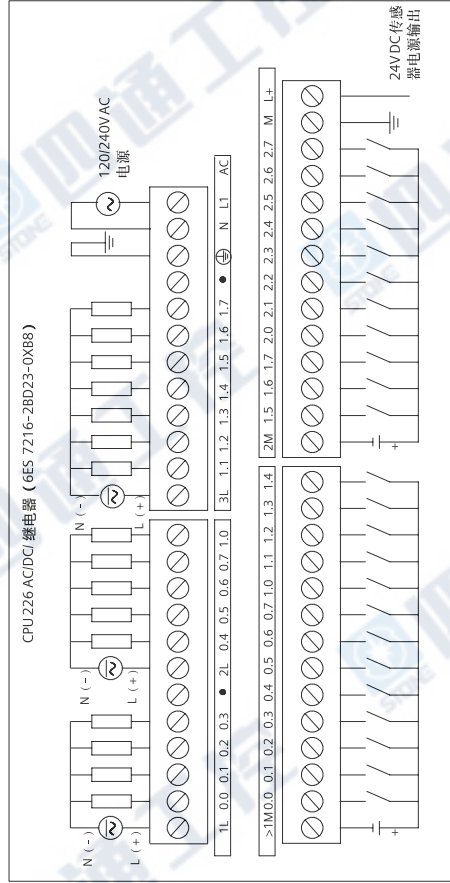 CPU 226 AC/DC/继电器 (6ES 7216-2BD23-0XB8)
N (-)
L (+)
N (-)
L (+)
N (-)
L (+)
120/240V AC
电源
1L 0.0 0.1 0.2 0.3 • 2L 0.4 0.5 0.6 0.7 1.0
3L 1.1 1.2 1.3 1.4 1.5 1.6 1.7 • N L1 AC
>1M 0.0 0.1 0.2 0.3 0.4 0.5 0.6 0.7 1.0 1.1 1.2 1.3 1.4
2M 1.5 1.6 1.7 2.0 2.1 2.2 2.3 2.4 2.5 2.6 2.7 M L+
+
+
24V DC传感
器电源输出
四通工控
STONE